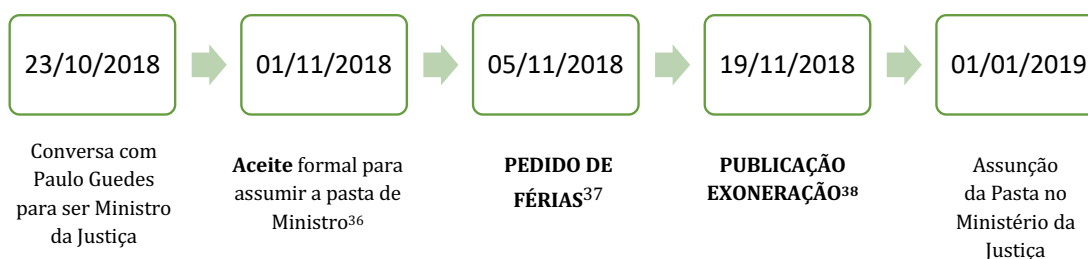 23/10/2018
01/11/2018
05/11/2018
19/11/2018
01/01/2019
Conversa com
Paulo Guedes
para ser Ministro
da Justiça
Aceite formal para
assumir a pasta de
Ministro36
PEDIDO DE
FÉRIAS37
PUBLICAÇÃO
EXONERAÇÃO38
Assunção
da Pasta no
Ministério da
Justiça